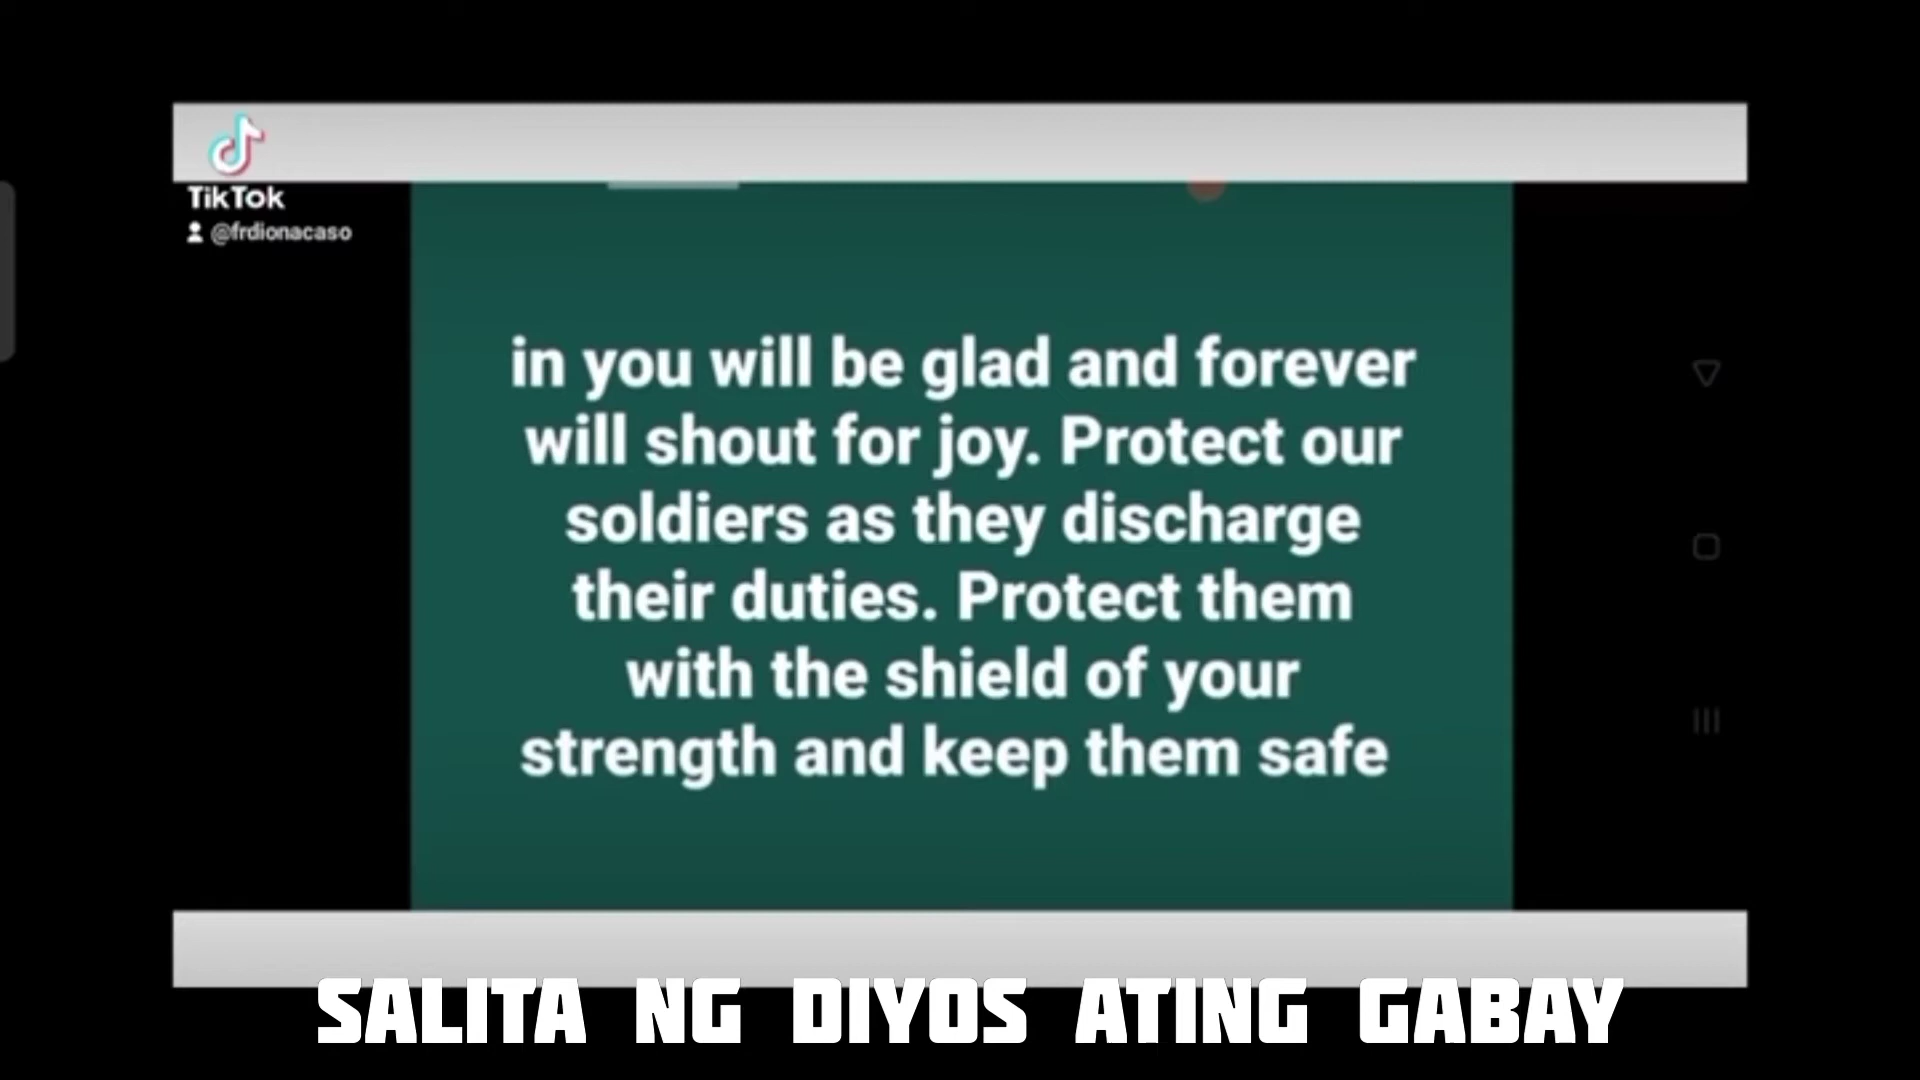 TikTok
@frdionacaso
in you will be glad and forever
will shout for joy. Protect our
soldiers as they discharge
their duties. Protect them
with the shield of your
strength and keep them safe
SALITA NG DIYOS ATING GABAY